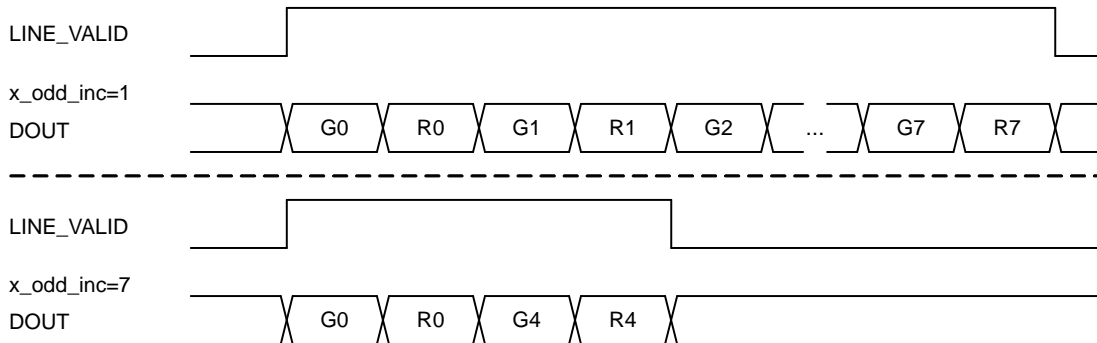 LINE_VALID
x_odd_inc=1
DOUT G0 R0 G1 R1 G2 ... G7 R7
LINE_VALID
x_odd_inc=7
DOUT G0 R0 G4 R4